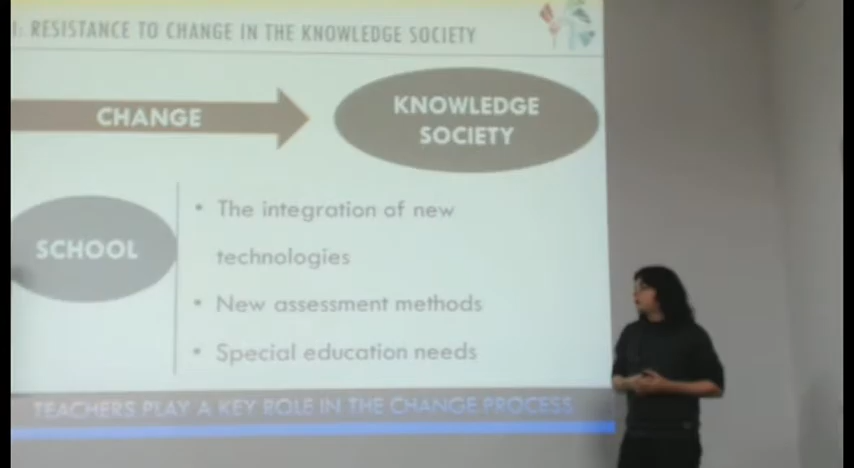 I: RESISTANCE TO CHANGE IN THE KNOWLEDGE SOCIETY
CHANGE
KNOWLEDGE
SOCIETY
SCHOOL
• The integration of new
technologies
• New assessment methods
• Special education needs
TEACHERS PLAY A KEY ROLE IN THE CHANGE PROCESS